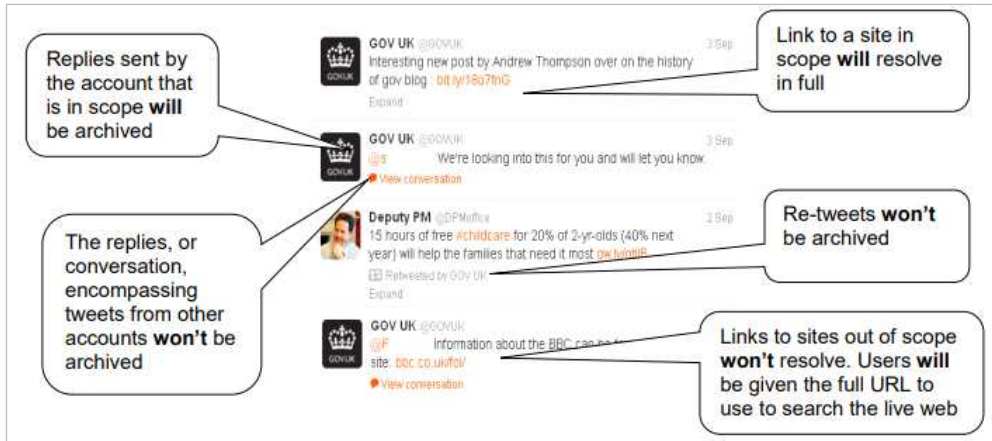 Replies sent by
the account that
is in scope will
be archived
GOV UK @GOVUK 3 Sep
Interesting new post by Andrew Thompson over on the history
of gov blog : bit.ly/18o7fnG
Expand
Link to a site in
scope will resolve
in full
GOV UK @GOVUK 3 Sep
@s We're looking into this for you and will let you know.
View conversation
The replies, or
conversation,
encompassing
tweets from other
accounts won't be
archived
Deputy PM @DPMoffice 2 Sep
15 hours of free #childcare for 20% of 2-yr-olds (40% next
year) will help the families that need it most
Retweeted by GOV UK
Expand
Re-tweets won't
be archived
GOV UK @GOVUK
@F Information about the BBC can be
site: bbc.co.uk/foi/
View conversation
Links to sites out of scope
won't resolve. Users will
be given the full URL to
use to search the live web
GOV.UK
GOV.UK
GOV.UK